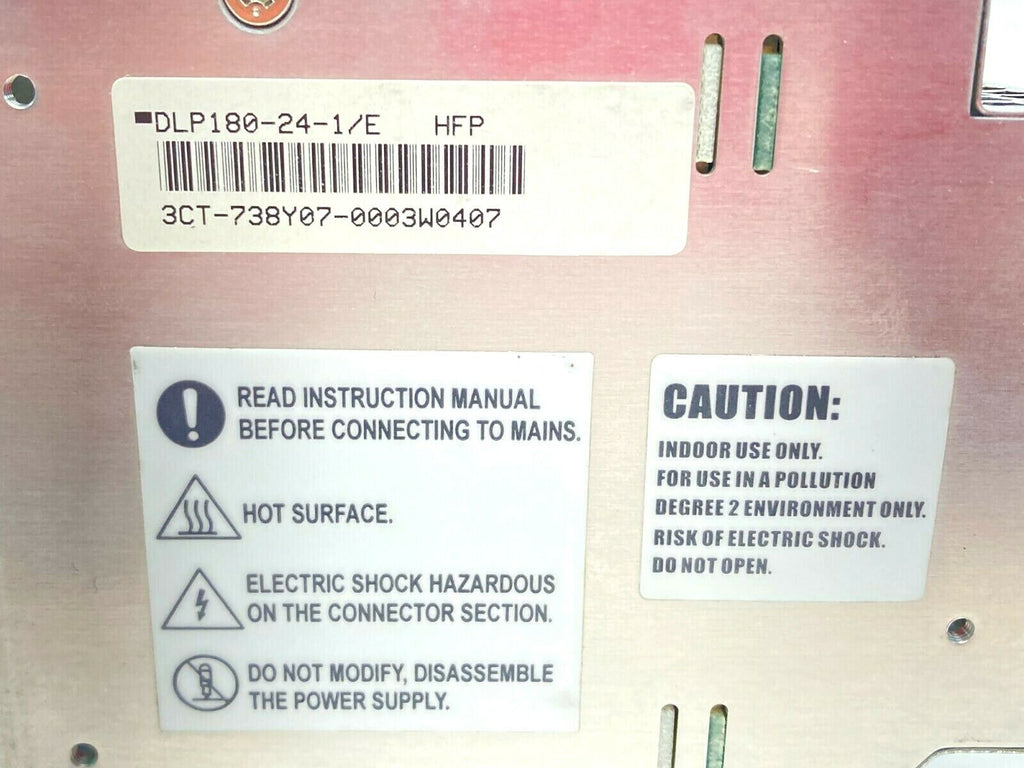 DLP180-24-1/E HFP
3CT-738Y07-0003W0407
READ INSTRUCTION MANUAL
BEFORE CONNECTING TO MAINS.
HOT SURFACE.
ELECTRIC SHOCK HAZARDOUS
ON THE CONNECTOR SECTION.
DO NOT MODIFY, DISASSEMBLE
THE POWER SUPPLY.
CAUTION:
INDOOR USE ONLY.
FOR USE IN A POLLUTION
DEGREE 2 ENVIRONMENT ONLY.
RISK OF ELECTRIC SHOCK.
DO NOT OPEN.